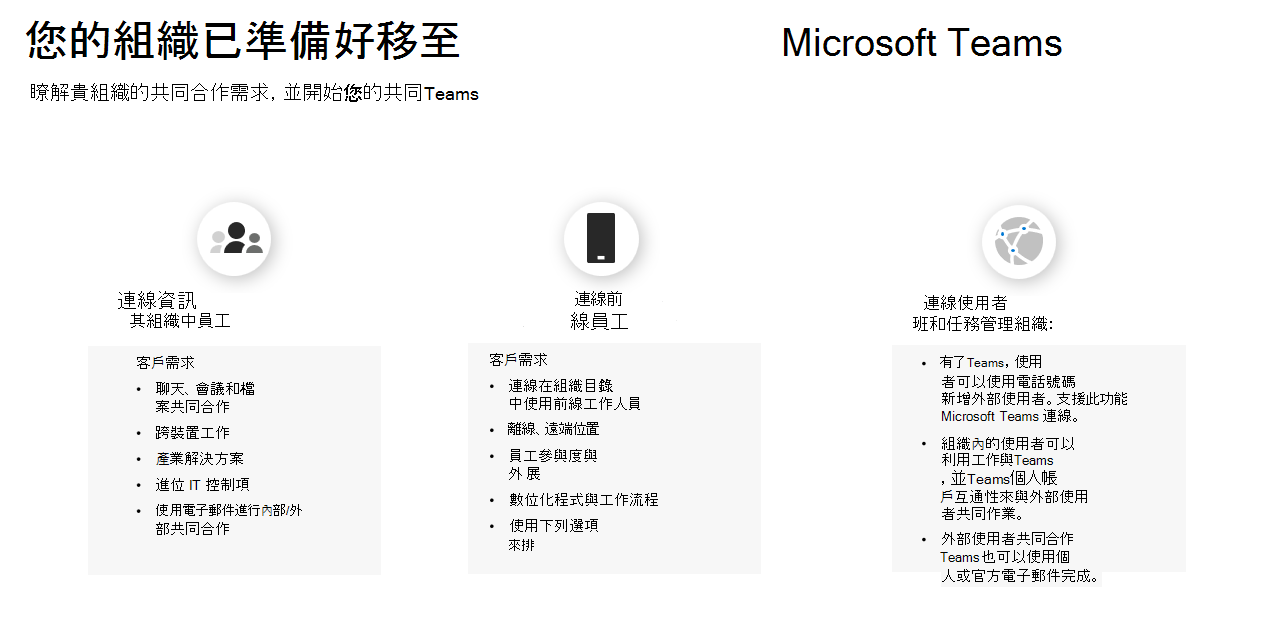 您的組織已準備好移至 Microsoft Teams
瞭解貴組織的共同合作需求, 並開始您的共同Teams
連線資訊
其組織中員工
客戶需求
• 聊天、會議和檔
案共同合作
• 跨裝置工作
• 產業解決方案
• 進位 IT 控制項
• 使用電子郵件進行內部/外
部共同合作
連線前
線員工
客戶需求
• 連線在組織目錄
中使用前線工作人員
• 離線、遠端位置
• 員工參與度與
外 展
• 數位化程式與工作流程
• 使用下列選項
來排
連線使用者
班和任務管理組織:
• 有了Teams，使用
者可以使用電話號碼
新增外部使用者。支援此功能
Microsoft Teams 連線。
• 組織內的使用者可以
利用工作與Teams
，並Teams個人帳
戶互通性來與外部使用
者共同作業。
• 外部使用者共同合作
Teams也可以使用個
人或官方電子郵件完成。